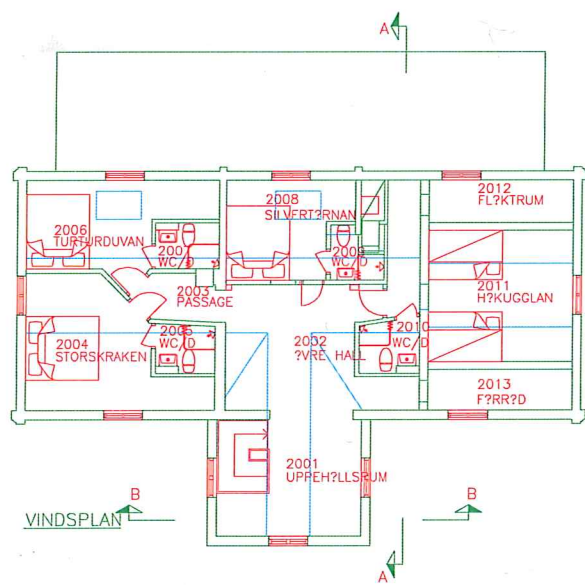 A
2012
FL?KTRUM
2008
SILVERT?RNAN
2006
TURTURDUVAN
2007
WC/D
2009
WC/D
2011
H?KUGGLAN
2003
PASSAGE
2004
STORSKRAKEN
2005
WC/D
2002
?VRE HALL
2010
WC/D
2013
F?RR?D
2001
UPPEH?LLSRUM
B
B
VINDSPLAN
A